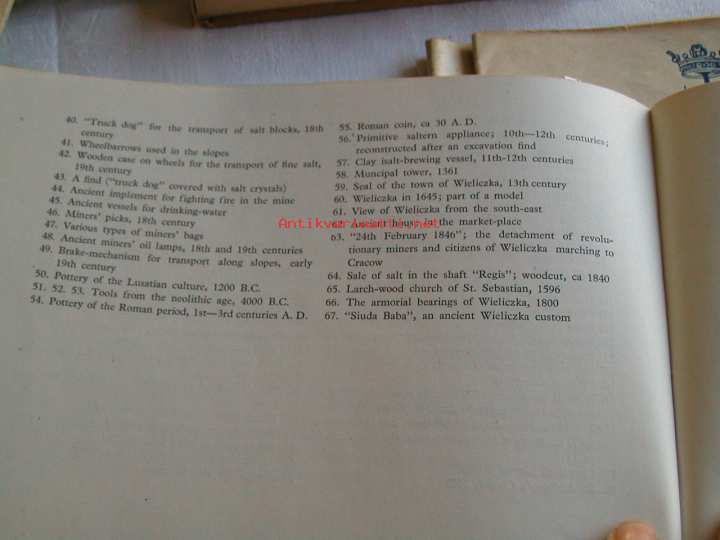 40. "Truck dog" for the transport of salt blocks, 18th
century
41. Wheelbarrows used in the slopes
42. Wooden case on wheels for the transport of fine salt,
19th century
43. A find ("truck dog" covered with salt crystals)
44. Ancient implement for fighting fire in the mine
45. Ancient vessels for drinking-water
46. Miners' picks, 18th century
47. Various types of miners' bags
48. Ancient miners' oil lamps, 18th and 19th centuries
49. Brake-mechanism for transport along slopes, early
19th century
50. Pottery of the Lusatian culture, 1200 B.C.
51. 52. 53. Tools from the neolithic age, 4000 B.C.
54. Pottery of the Roman period, 1st—3rd centuries A. D.
55. Roman coin, ca 30 A. D.
56. Primitive saltern appliance; 10th—12th centuries;
reconstructed after an excavation find
57. Clay isalt-brewing vessel, 11th-12th centuries
58. Muncipal tower, 1361
59. Seal of the town of Wieliczka, 13th century
60. Wieliczka in 1645; part of a model
61. View of Wieliczka from the south-east
62. Ancient houses in the market-place
63. "24th February 1846"; the detachment of revolu-
tionary miners and citizens of Wieliczka marching to
Cracow
64. Sale of salt in the shaft "Regis"; woodcut, ca 1840
65. Larch-wood church of St. Sebastian, 1596
66. The armorial bearings of Wieliczka, 1800
67. "Siuda Baba", an ancient Wieliczka custom